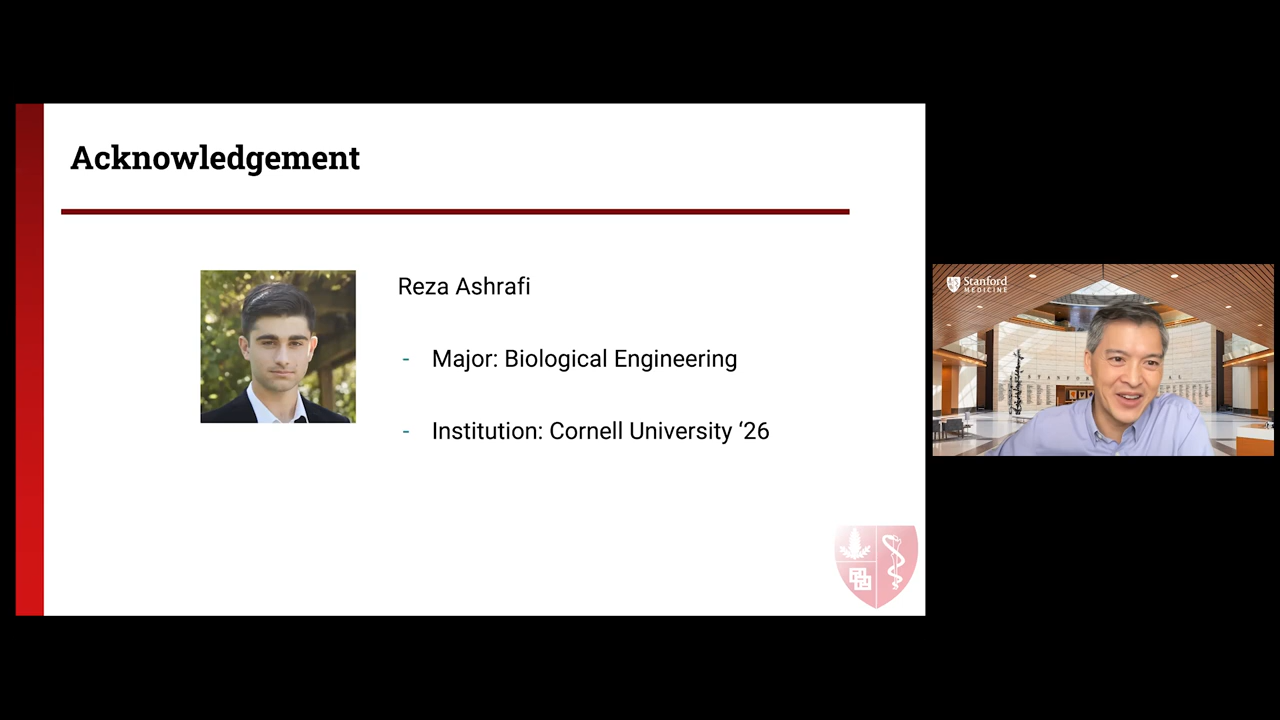 Acknowledgement
Reza Ashrafi
- Major: Biological Engineering
- Institution: Cornell University ‘26
Stanford
MEDICINE